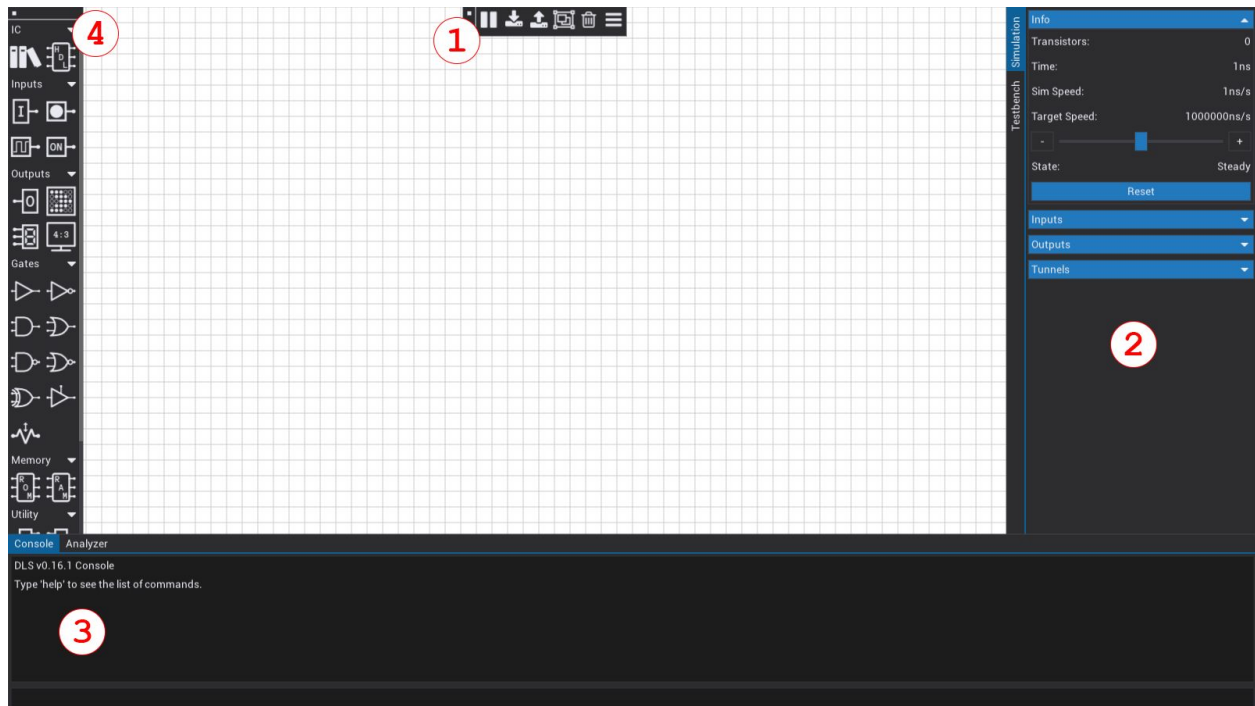 IC
4
H D L
Inputs
I
ON
Outputs
O
4:3
Gates
Memory
R O M
R A M
Utility
1
Simulation
Testbench
Info
Transistors: 0
Time: 1ns
Sim Speed: 1ns/s
Target Speed: 1000000ns/s
- +
State: Steady
Reset
Inputs
Outputs
Tunnels
2
Console Analyzer
DLS v0.16.1 Console
Type 'help' to see the list of commands.
3